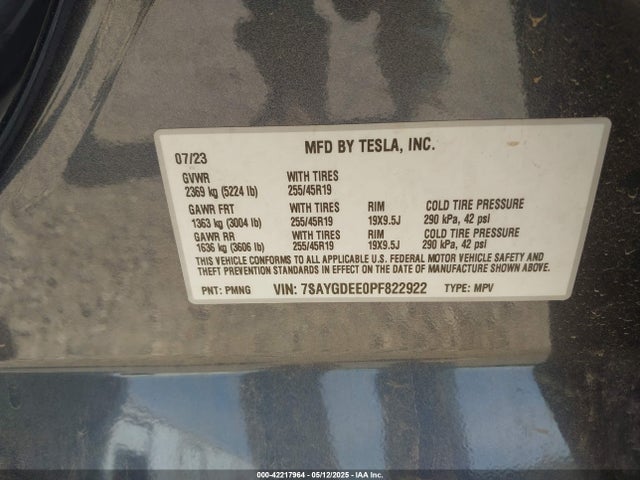 07/23 MFD BY TESLA, INC.
GVWR WITH TIRES
2369 kg (5224 lb) 255/45R19
GAWR FRT WITH TIRES RIM COLD TIRE PRESSURE
1363 kg (3004 lb) 255/45R19 19X9.5J 290 kPa, 42 psi
GAWR RR WITH TIRES RIM COLD TIRE PRESSURE
1636 kg (3606 lb) 255/45R19 19X9.5J 290 kPa, 42 psi
THIS VEHICLE CONFORMS TO ALL APPLICABLE U.S. FEDERAL MOTOR VEHICLE SAFETY AND
THEFT PREVENTION STANDARDS IN EFFECT ON THE DATE OF MANUFACTURE SHOWN ABOVE.
PNT: PMNG VIN: 7SAYGDEE0PF822922 TYPE: MPV
000-42217964 - 05/12/2025 - IAA Inc.